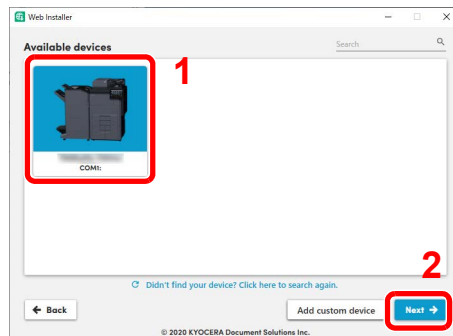 Web Installer
Available devices
Search
1
COM1:
2
Didn't find your device? Click here to search again.
Back
Add custom device
Next
© 2020 KYOCERA Document Solutions Inc.